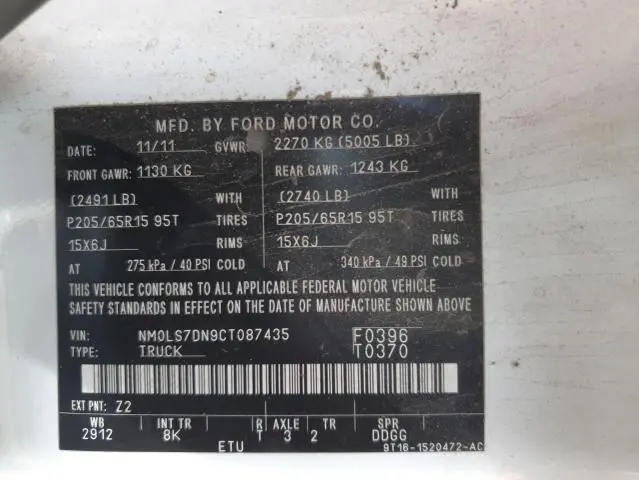 MFD. BY FORD MOTOR CO.
DATE: 11/11 GVWR: 2270 KG (5005 LB)
FRONT GAWR: 1130 KG REAR GAWR: 1243 KG
(2491 LB) WITH (2740 LB) WITH
P205/65R15 95T TIRES P205/65R15 95T TIRES
15X6J RIMS 15X6J RIMS
AT 275 kPa / 40 PSI COLD AT 340 kPa / 49 PSI COLD
THIS VEHICLE CONFORMS TO ALL APPLICABLE FEDERAL MOTOR VEHICLE
SAFETY STANDARDS IN EFFECT ON THE DATE OF MANUFACTURE SHOWN ABOVE
VIN: NM0LS7DN9CT087435 F0396
TYPE: TRUCK T0370
EXT PNT: Z2
WB INT TR R AXLE TR SPR
2912 8K T 3 2 DDGG
ETU 9T16-1520472-AC